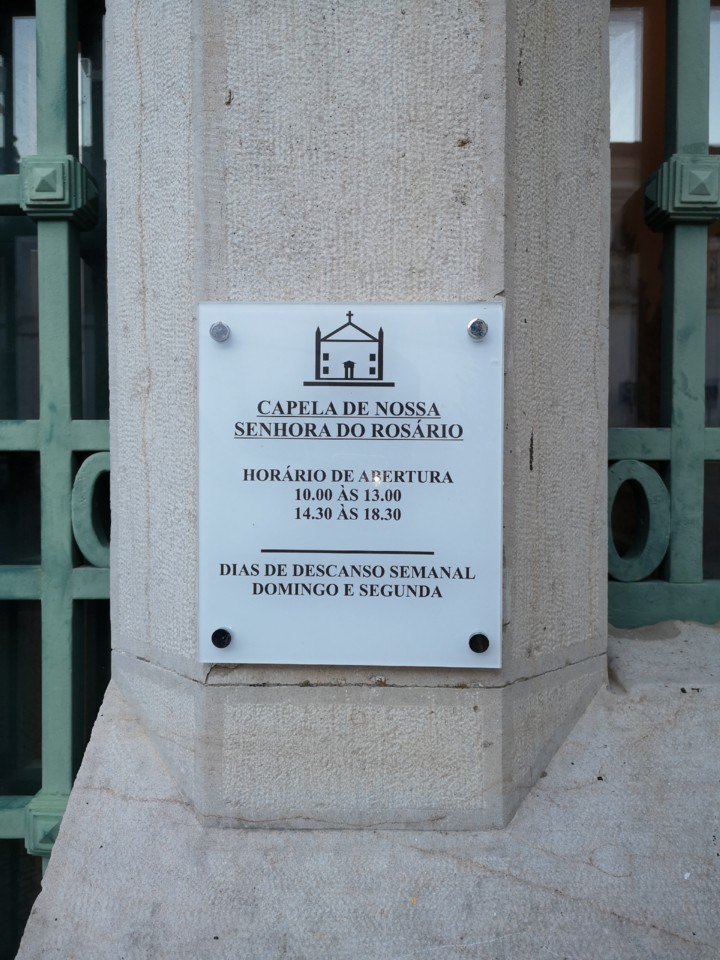 CAPELA DE NOSSA
SENHORA DO ROSÁRIO
HORÁRIO DE ABERTURA
10.00 ÀS 13.00
14.30 ÀS 18.30
DIAS DE DESCANSO SEMANAL
DOMINGO E SEGUNDA